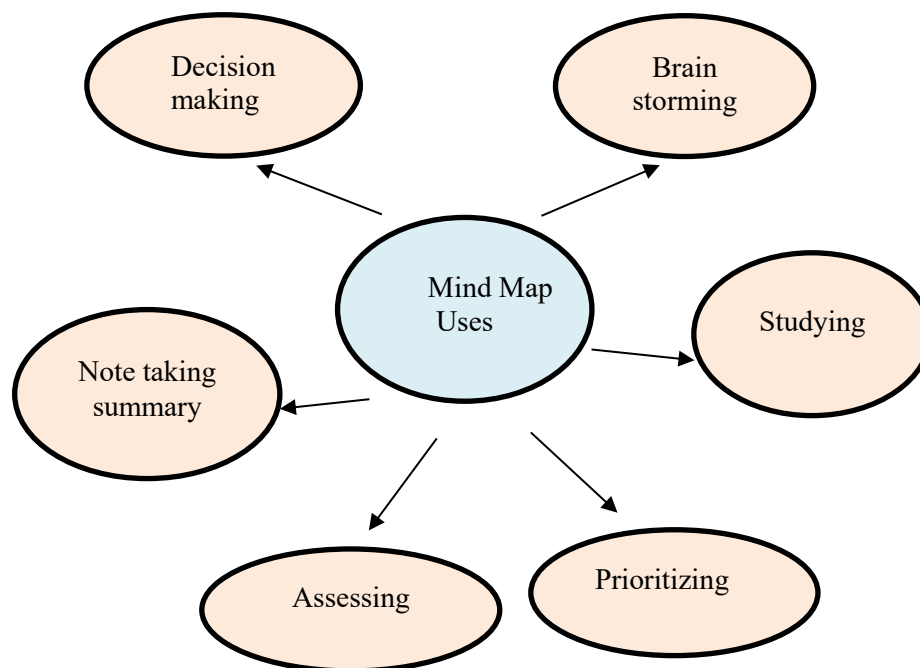 Decision
making
Brain
storming
Mind Map
Uses
Studying
Note taking
summary
Assessing
Prioritizing